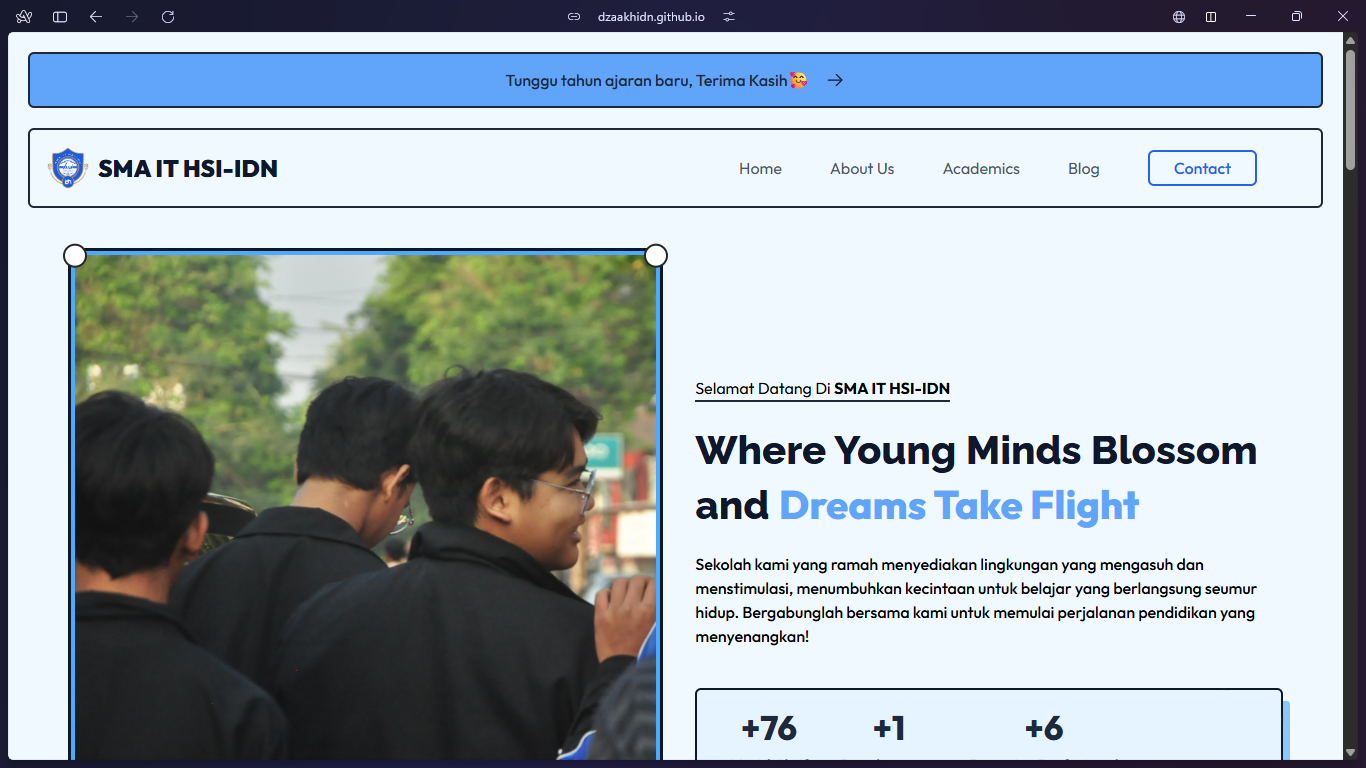 dzaakhidn.github.io
Tunggu tahun ajaran baru, Terima Kasih 🥰 →
SMA IT HSI-IDN
Home About Us Academics Blog Contact
Selamat Datang Di SMA IT HSI-IDN
Where Young Minds Blossom
and Dreams Take Flight
Sekolah kami yang ramah menyediakan lingkungan yang mengasuh dan
menstimulasi, menumbuhkan kecintaan untuk belajar yang berlangsung seumur
hidup. Bergabunglah bersama kami untuk memulai perjalanan pendidikan yang
menyenangkan!
+76 +1 +6